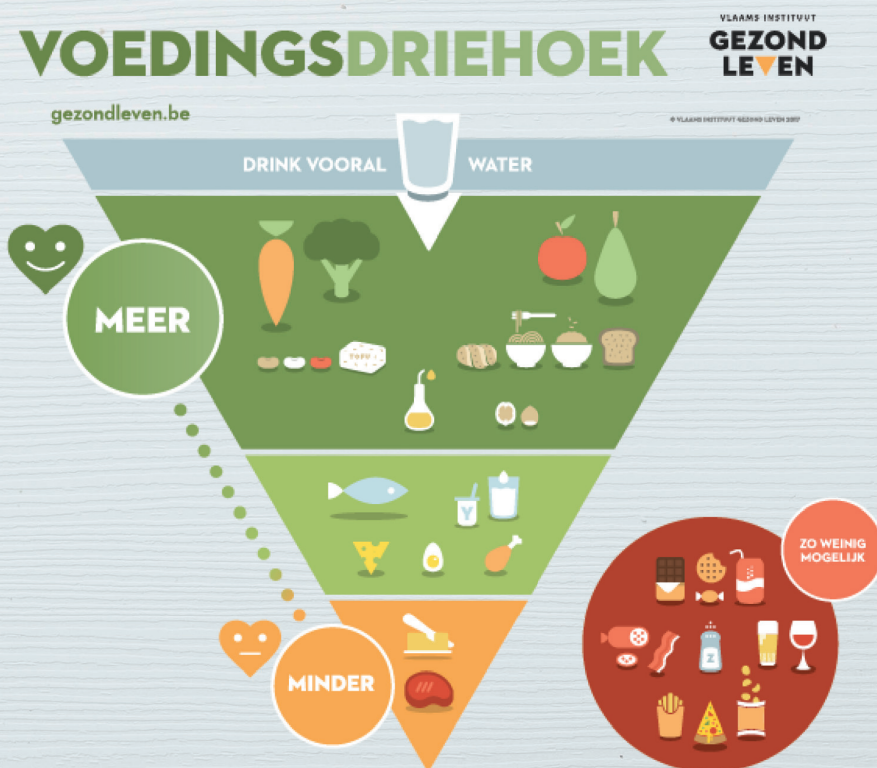 VLAAMS INSTITUUT
VOEDINGSDRIEHOEK
GEZOND
LEVEN
gezondleven.be
© VLAAMS INSTITUUT GEZOND LEVEN 2017
DRINK VOORAL WATER
MEER
TOFU
Y
ZO WEINIG
MOGELIJK
Z
MINDER